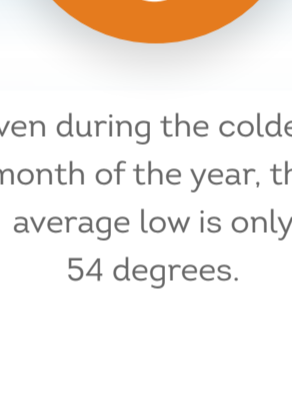 ven during the colde
month of the year, th
average low is only
54 degrees.